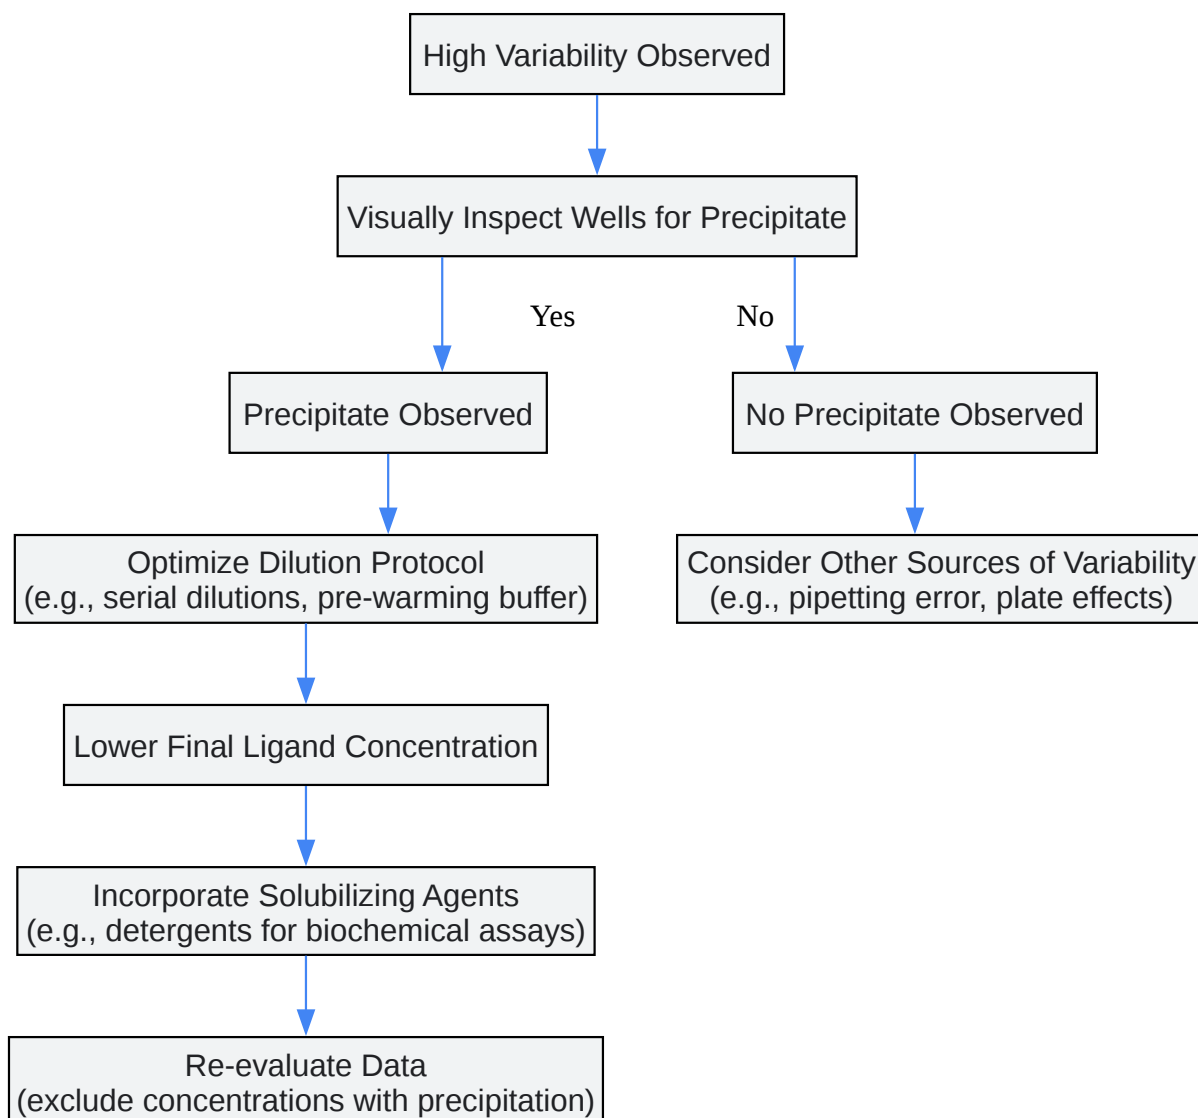 High Variability Observed
Visually Inspect Wells for Precipitate
Yes
No
Precipitate Observed
No Precipitate Observed
Optimize Dilution Protocol
(e.g., serial dilutions, pre-warming buffer)
Consider Other Sources of Variability
(e.g., pipetting error, plate effects)
Lower Final Ligand Concentration
Incorporate Solubilizing Agents
(e.g., detergents for biochemical assays)
Re-evaluate Data
(exclude concentrations with precipitation)